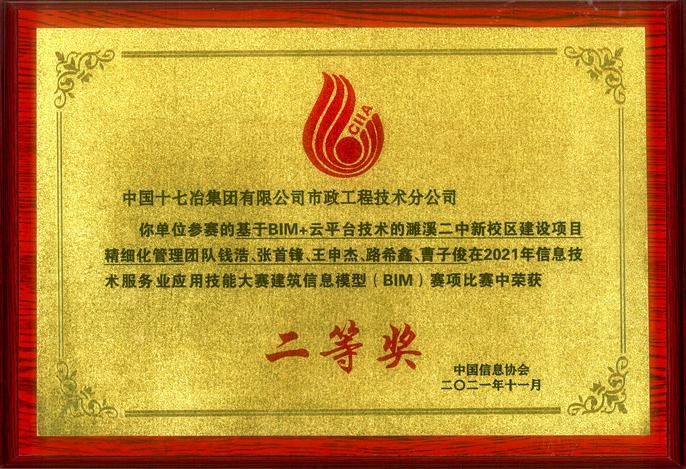 CIIA
中国十七冶集团有限公司市政工程技术分公司
你单位参赛的基于BIM+云平台技术的濉溪二中新校区建设项目
精细化管理团队钱浩、张首锋、王申杰、路希鑫、曹子俊在2021年信息技
术服务业应用技能大赛建筑信息模型（BIM）赛项比赛中荣获
二等奖
中国信息协会
二〇二一年十一月